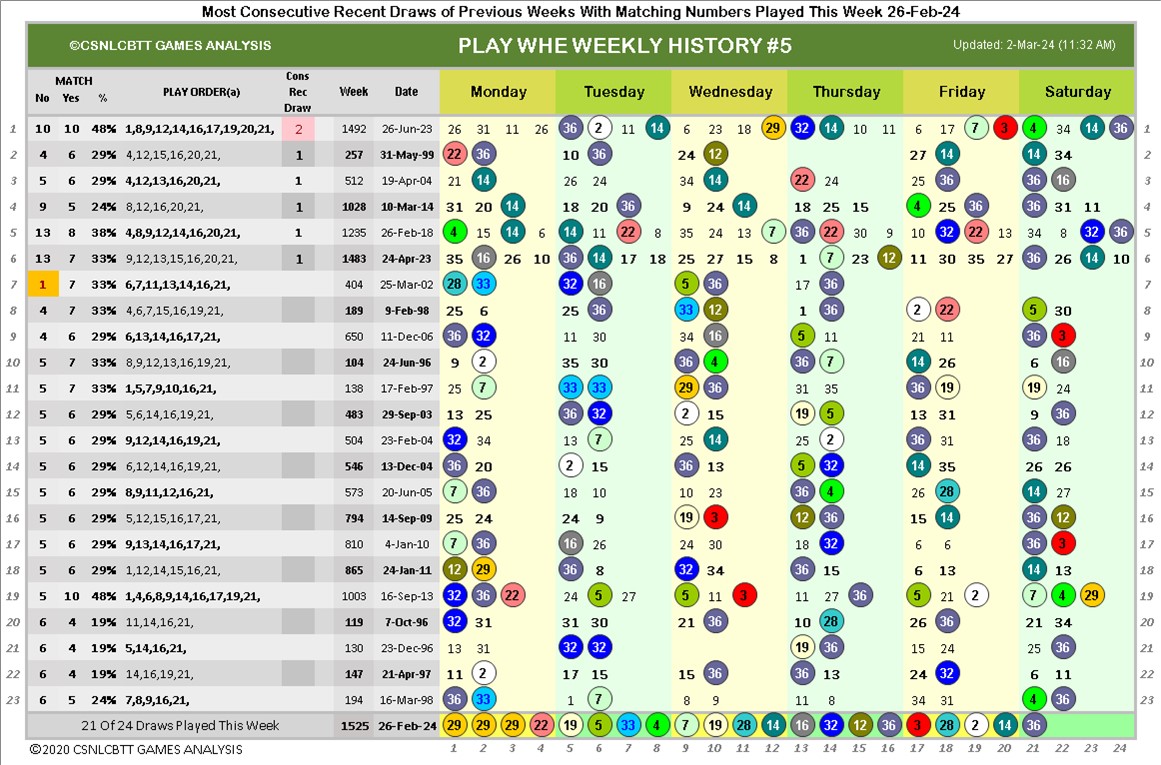 Most Consecutive Recent Draws of Previous Weeks With Matching Numbers Played This Week 26-Feb-24
©CSNLCBTT GAMES ANALYSIS PLAY WHE WEEKLY HISTORY #5 Updated: 2-Mar-24 (11:32 AM)
No MATCH Yes % PLAY ORDER(a) Cons Rec Draw Week Date Monday Tuesday Wednesday Thursday Friday Saturday
1 10 10 48% 1,8,9,12,14,16,17,19,20,21, 2 1492 26-Jun-23 26 31 11 26 36 2 11 14 6 23 18 29 32 14 10 11 6 17 7 3 4 34 14 36 1
2 4 6 29% 4,12,15,16,20,21, 1 257 31-May-99 22 36 10 36 24 12 27 14 14 34 2
3 5 6 29% 4,12,13,16,20,21, 1 512 19-Apr-04 21 14 26 24 34 14 22 24 25 36 36 16 3
4 9 5 24% 8,12,16,20,21, 1 1028 10-Mar-14 31 20 14 18 20 36 9 24 14 18 25 15 4 25 36 36 31 11 4
5 13 8 38% 4,8,9,12,14,16,20,21, 1 1235 26-Feb-18 4 15 14 6 14 11 22 8 35 24 13 7 36 22 30 9 10 32 22 13 34 8 32 36 5
6 13 7 33% 9,12,13,15,16,20,21, 1 1483 24-Apr-23 35 16 26 10 36 14 17 18 25 27 15 8 1 7 23 12 11 30 35 27 36 26 14 10 6
7 1 7 33% 6,7,11,13,14,16,21, 404 25-Mar-02 28 33 32 16 5 36 17 36 7
8 4 7 33% 4,6,7,15,16,19,21, 189 9-Feb-98 25 6 25 36 33 12 1 36 2 22 5 30 8
9 4 6 29% 6,13,14,16,17,21, 650 11-Dec-06 36 32 11 30 34 16 5 11 21 11 36 3 9
10 5 7 33% 8,9,12,13,16,19,21, 104 24-Jun-96 9 2 35 30 36 4 36 7 14 26 6 16 10
11 5 7 33% 1,5,7,9,10,16,21, 138 17-Feb-97 25 7 33 33 29 36 31 35 36 19 19 24 11
12 5 6 29% 5,6,14,16,19,21, 483 29-Sep-03 13 25 36 32 2 15 19 5 13 31 9 36 12
13 5 6 29% 9,12,14,16,19,21, 504 23-Feb-04 32 34 13 7 25 14 25 2 36 31 36 18 13
14 5 6 29% 6,12,14,16,19,21, 546 13-Dec-04 36 20 2 15 36 13 5 32 14 35 26 26 14
15 5 6 29% 8,9,11,12,16,21, 573 20-Jun-05 7 36 18 10 10 23 36 4 26 28 14 27 15
16 5 6 29% 5,12,15,16,17,21, 794 14-Sep-09 25 24 24 9 19 3 12 36 15 14 36 12 16
17 5 6 29% 9,13,14,16,17,21, 810 4-Jan-10 7 36 16 26 24 30 18 32 6 6 36 3 17
18 5 6 29% 1,12,14,15,16,21, 865 24-Jan-11 12 29 36 8 32 34 36 15 6 13 14 13 18
19 5 10 48% 1,4,6,8,9,14,16,17,19,21, 1003 16-Sep-13 32 36 22 24 5 27 5 11 3 11 27 36 5 21 2 7 4 29 19
20 6 4 19% 11,14,16,21, 119 7-Oct-96 32 31 31 30 21 36 10 28 26 36 21 34 20
21 6 4 19% 5,14,16,21, 130 23-Dec-96 13 31 32 32 19 36 15 24 25 36 21
22 6 4 19% 14,16,19,21, 147 21-Apr-97 11 2 17 15 15 36 36 13 24 32 6 11 22
23 6 5 24% 7,8,9,16,21, 194 16-Mar-98 36 33 1 7 8 9 11 8 34 31 4 36 23
21 Of 24 Draws Played This Week 1525 26-Feb-24 29 29 29 22 19 5 33 4 7 19 28 14 16 32 12 36 3 28 2 14 36
©2020 CSNLCBTT GAMES ANALYSIS 1 2 3 4 5 6 7 8 9 10 11 12 13 14 15 16 17 18 19 20 21 22 23 24